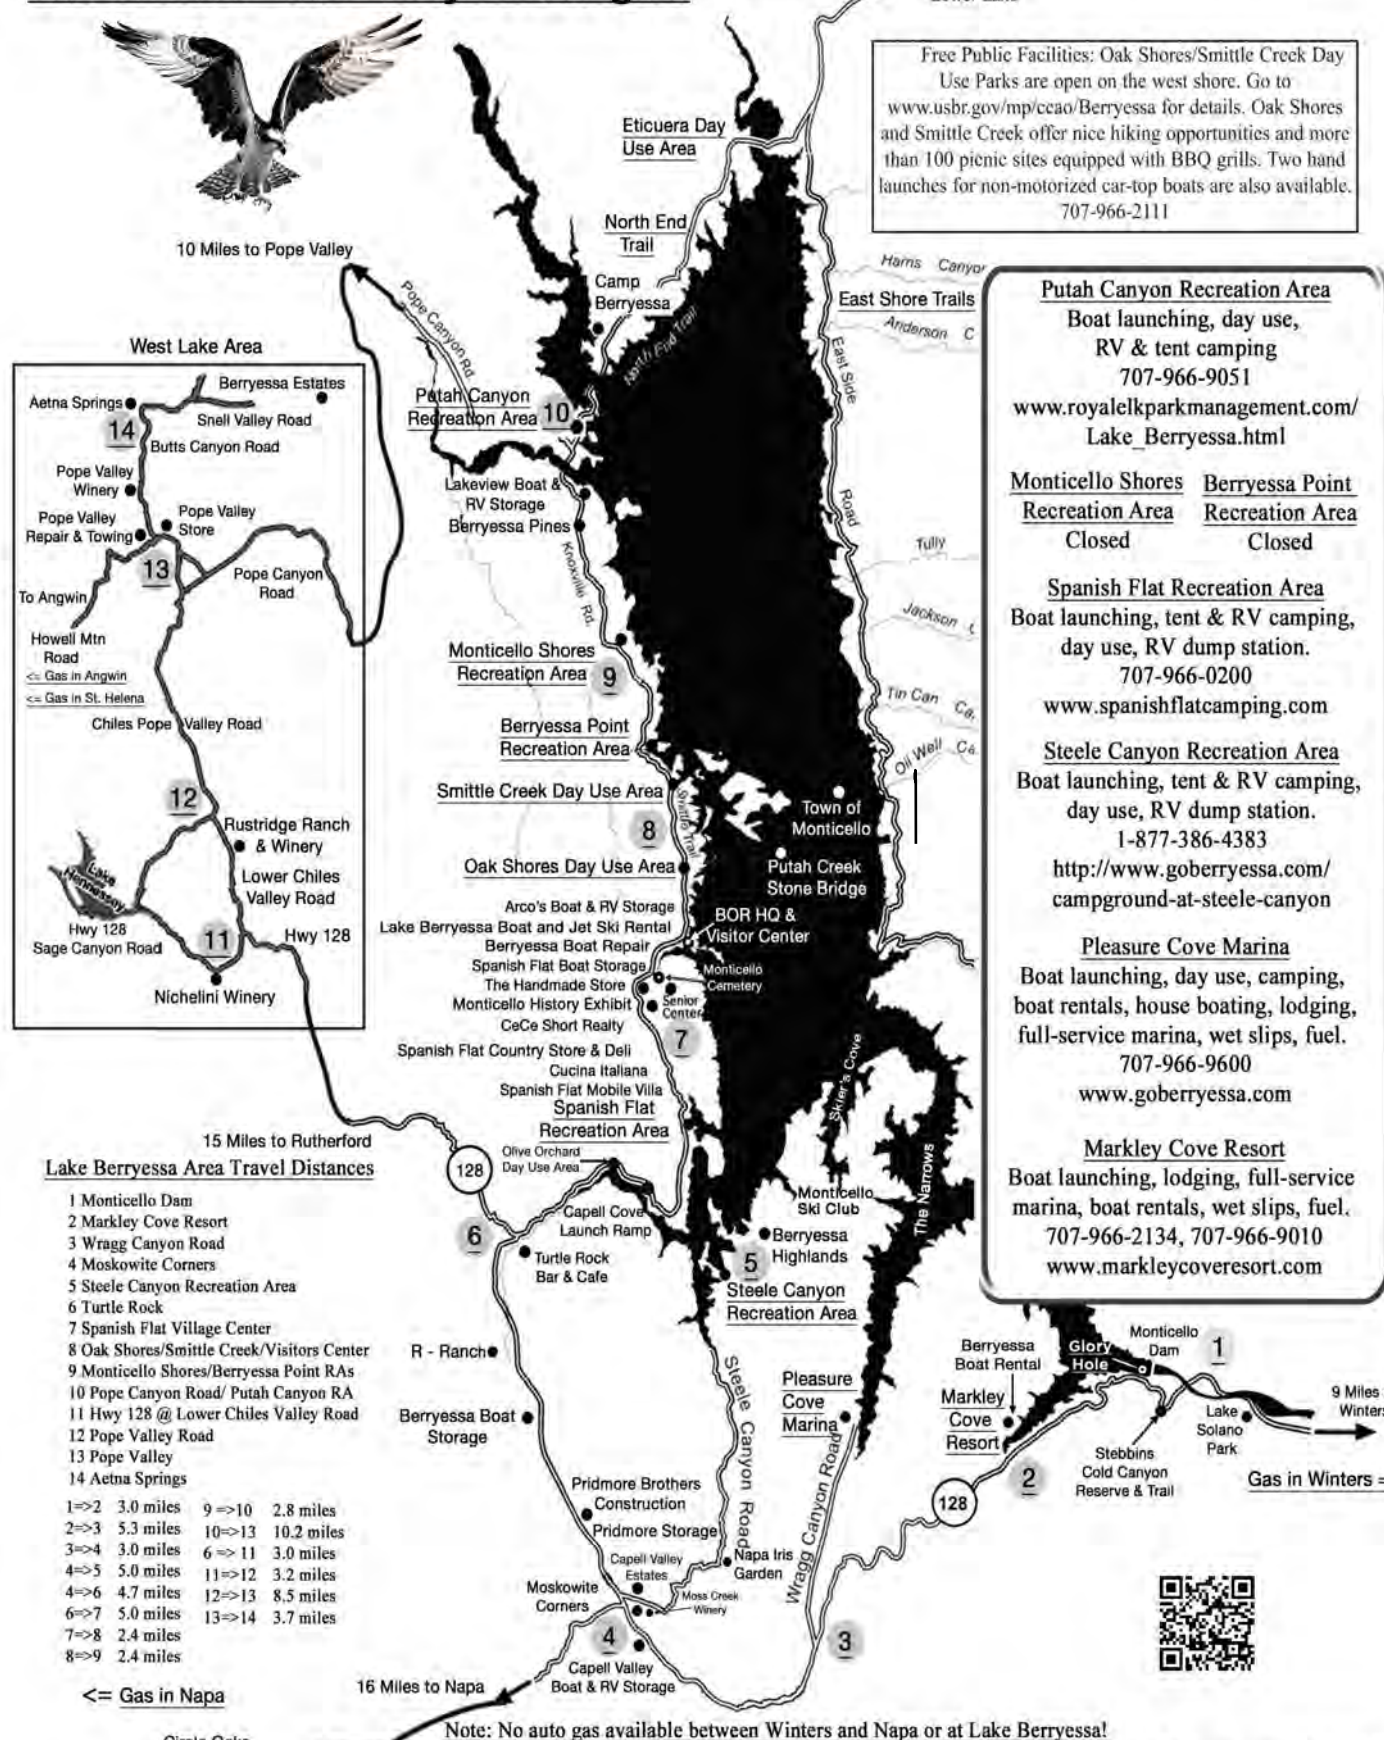 Free Public Facilities: Oak Shores/Smittle Creek Day
Use Parks are open on the west shore. Go to
www.usbr.gov/mp/ccao/Berryessa for details. Oak Shores
and Smittle Creek offer nice hiking opportunities and more
than 100 picnic sites equipped with BBQ grills. Two hand
launches for non-motorized car-top boats are also available.
707-966-2111
Eticuera Day
Use Area
North End
Trail
10 Miles to Pope Valley
Camp
Berryessa
Pope Canyon Rd.
North End Trail
Harris Canyon
East Shore Trails
Anderson C
East Side
Road
Putah Canyon
Recreation Area
10
Lakeview Boat &
RV Storage
Berryessa Pines
Knoxville Rd.
Tully
Jackson
Tin Can Ca.
Oil Well Ca
Monticello Shores
Recreation Area
9
Berryessa Point
Recreation Area
Smittle Creek Day Use Area
Smittle Trail
8
Oak Shores Day Use Area
Town of
Monticello
Putah Creek
Stone Bridge
Arco's Boat & RV Storage
Lake Berryessa Boat and Jet Ski Rental
Berryessa Boat Repair
Spanish Flat Boat Storage
The Handmade Store
Monticello History Exhibit
CeCe Short Realty
BOR HQ &
Visitor Center
Monticello
Cemetery
Senior
Center
7
Spanish Flat Country Store & Deli
Cucina Italiana
Spanish Flat Mobile Villa
Spanish Flat
Recreation Area
Olive Orchard
Day Use Area
Skier's Cove
The Narrows
Capell Cove
Launch Ramp
Monticello
Ski Club
Berryessa
Highlands
5
Steele Canyon
Recreation Area
West Lake Area
Berryessa Estates
Aetna Springs
14
Snell Valley Road
Butts Canyon Road
Pope Valley
Winery
Pope Valley
Repair & Towing
Pope Valley
Store
13
Pope Canyon
Road
To Angwin
Howell Mtn
Road
<= Gas in Angwin
<= Gas in St. Helena
Chiles Pope Valley Road
12
Rustridge Ranch
& Winery
Lower Chiles
Valley Road
Lake
Hennessey
Hwy 128
Sage Canyon Road
11
Hwy 128
Nichelini Winery
15 Miles to Rutherford
128
6
Turtle Rock
Bar & Cafe
R - Ranch
Berryessa Boat
Storage
Pridmore Brothers
Construction
Pridmore Storage
Steele Canyon Road
Capell Valley
Estates
Napa Iris
Garden
Moskowite
Corners
Moss Creek
Winery
4
Capell Valley
Boat & RV Storage
16 Miles to Napa
Wragg Canyon Road
3
Pleasure
Cove
Marina
128
2
Berryessa
Boat Rental
Markley
Cove
Resort
Glory
Hole
Monticello
Dam
1
Stebbins
Cold Canyon
Reserve & Trail
Lake
Solano
Park
9 Miles
Winters
Gas in Winters =
Putah Canyon Recreation Area
Boat launching, day use,
RV & tent camping
707-966-9051
www.royalelkparkmanagement.com/
Lake_Berryessa.html
Monticello Shores
Recreation Area
Closed
Berryessa Point
Recreation Area
Closed
Spanish Flat Recreation Area
Boat launching, tent & RV camping,
day use, RV dump station.
707-966-0200
www.spanishflatcamping.com
Steele Canyon Recreation Area
Boat launching, tent & RV camping,
day use, RV dump station.
1-877-386-4383
http://www.goberryessa.com/
campground-at-steele-canyon
Pleasure Cove Marina
Boat launching, day use, camping,
boat rentals, house boating, lodging,
full-service marina, wet slips, fuel.
707-966-9600
www.goberryessa.com
Markley Cove Resort
Boat launching, lodging, full-service
marina, boat rentals, wet slips, fuel.
707-966-2134, 707-966-9010
www.markleycoveresort.com
Lake Berryessa Area Travel Distances
1 Monticello Dam
2 Markley Cove Resort
3 Wragg Canyon Road
4 Moskowite Corners
5 Steele Canyon Recreation Area
6 Turtle Rock
7 Spanish Flat Village Center
8 Oak Shores/Smittle Creek/Visitors Center
9 Monticello Shores/Berryessa Point RAs
10 Pope Canyon Road/ Putah Canyon RA
11 Hwy 128 @ Lower Chiles Valley Road
12 Pope Valley Road
13 Pope Valley
14 Aetna Springs
1=>2 3.0 miles
2=>3 5.3 miles
3=>4 3.0 miles
4=>5 5.0 miles
4=>6 4.7 miles
6=>7 5.0 miles
7=>8 2.4 miles
8=>9 2.4 miles
9 =>10 2.8 miles
10=>13 10.2 miles
6 => 11 3.0 miles
11=>12 3.2 miles
12=>13 8.5 miles
13=>14 3.7 miles
<= Gas in Napa
Note: No auto gas available between Winters and Napa or at Lake Berryessa!